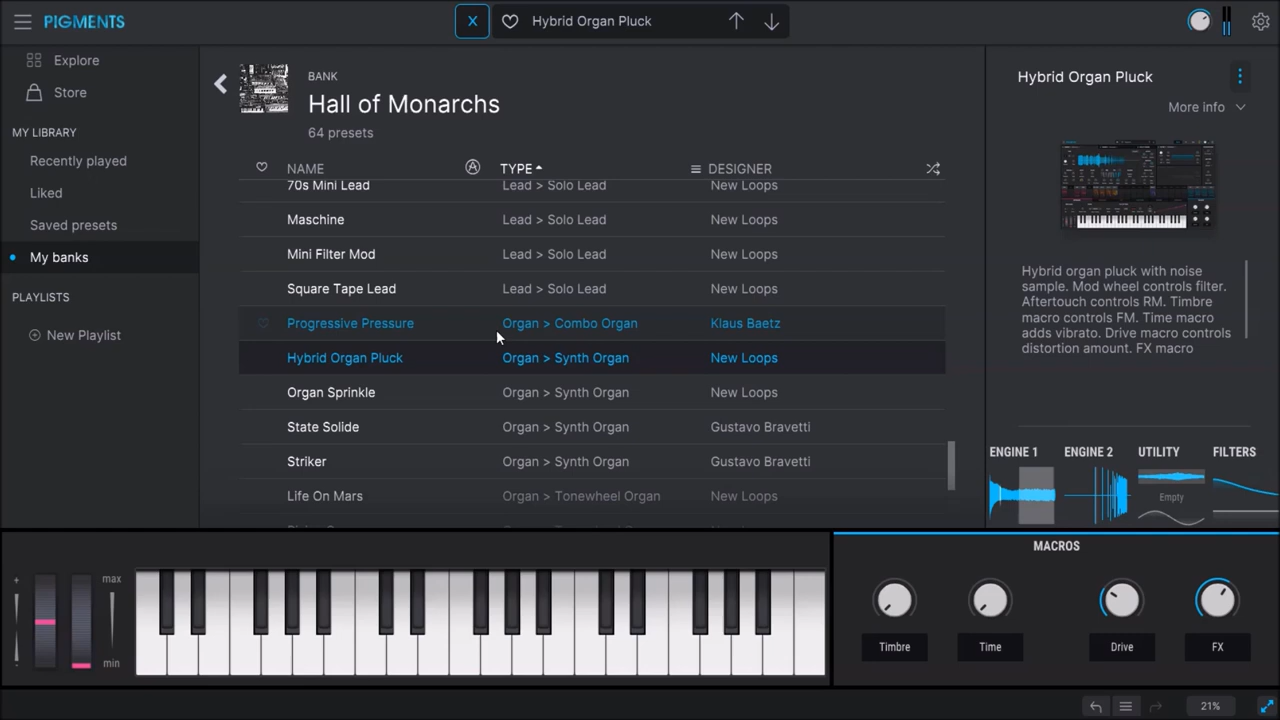 PIGMENTS
X
Hybrid Organ Pluck
Explore
Store
MY LIBRARY
Recently played
Liked
Saved presets
My banks
PLAYLISTS
New Playlist
BANK
Hall of Monarchs
64 presets
NAME TYPE DESIGNER
70s Mini Lead Lead > Solo Lead New Loops
Maschine Lead > Solo Lead New Loops
Mini Filter Mod Lead > Solo Lead New Loops
Square Tape Lead Lead > Solo Lead New Loops
Progressive Pressure Organ > Combo Organ Klaus Baetz
Hybrid Organ Pluck Organ > Synth Organ New Loops
Organ Sprinkle Organ > Synth Organ New Loops
State Solide Organ > Synth Organ Gustavo Bravetti
Striker Organ > Synth Organ Gustavo Bravetti
Life On Mars Organ > Tonewheel Organ New Loops
Hybrid Organ Pluck
More info
Hybrid organ pluck with noise
sample. Mod wheel controls filter.
Aftertouch controls RM. Timbre
macro controls FM. Time macro
adds vibrato. Drive macro controls
distortion amount. FX macro
ENGINE 1 ENGINE 2 UTILITY FILTERS
Empty
+ max
- min
MACROS
Timbre Time Drive FX
21%